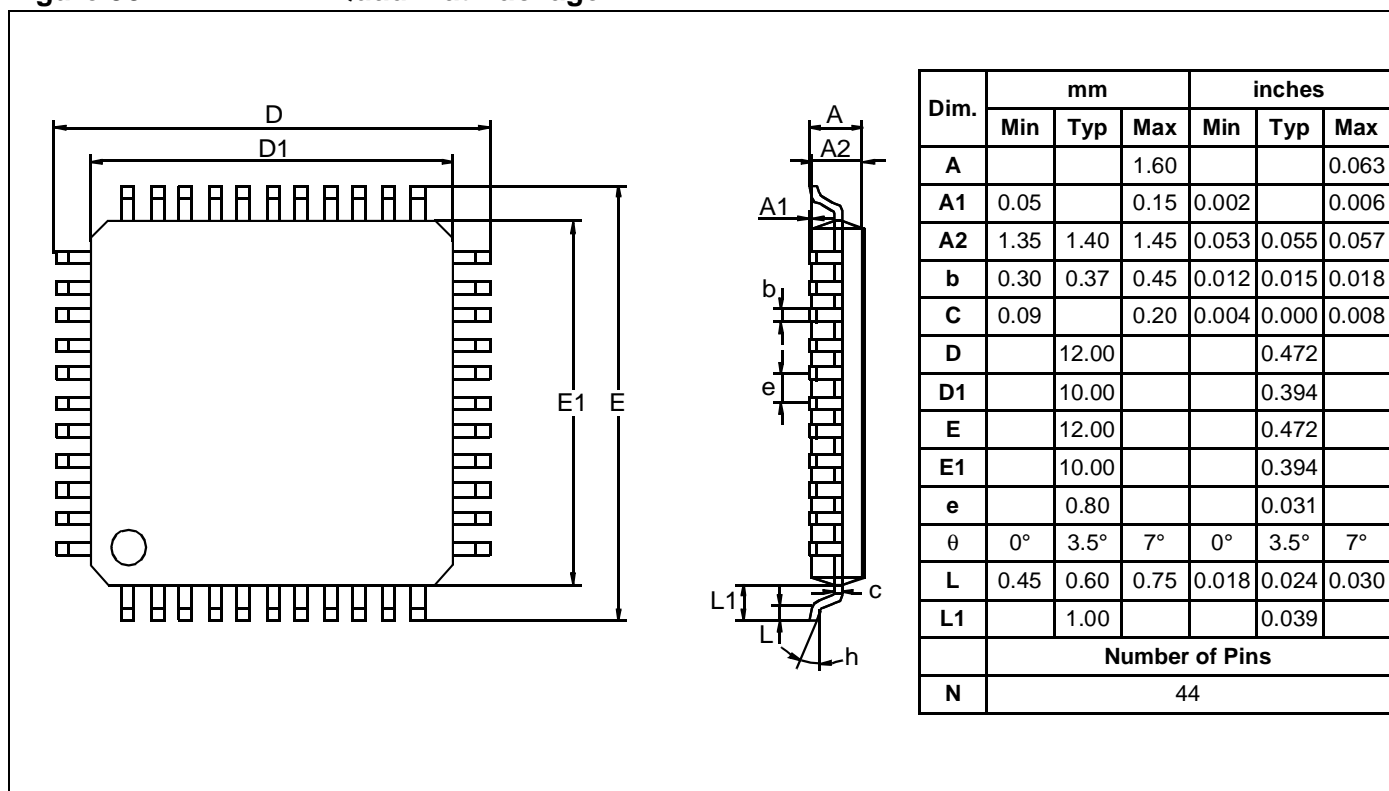 D
D1
E1
E
A
A2
A1
b
e
L1
L
c
h
Dim. mm inches
Min Typ Max Min Typ Max
A 1.60 0.063
A1 0.05 0.15 0.002 0.006
A2 1.35 1.40 1.45 0.053 0.055 0.057
b 0.30 0.37 0.45 0.012 0.015 0.018
C 0.09 0.20 0.004 0.000 0.008
D 12.00 0.472
D1 10.00 0.394
E 12.00 0.472
E1 10.00 0.394
e 0.80 0.031
θ 0° 3.5° 7° 0° 3.5° 7°
L 0.45 0.60 0.75 0.018 0.024 0.030
L1 1.00 0.039
Number of Pins
N 44